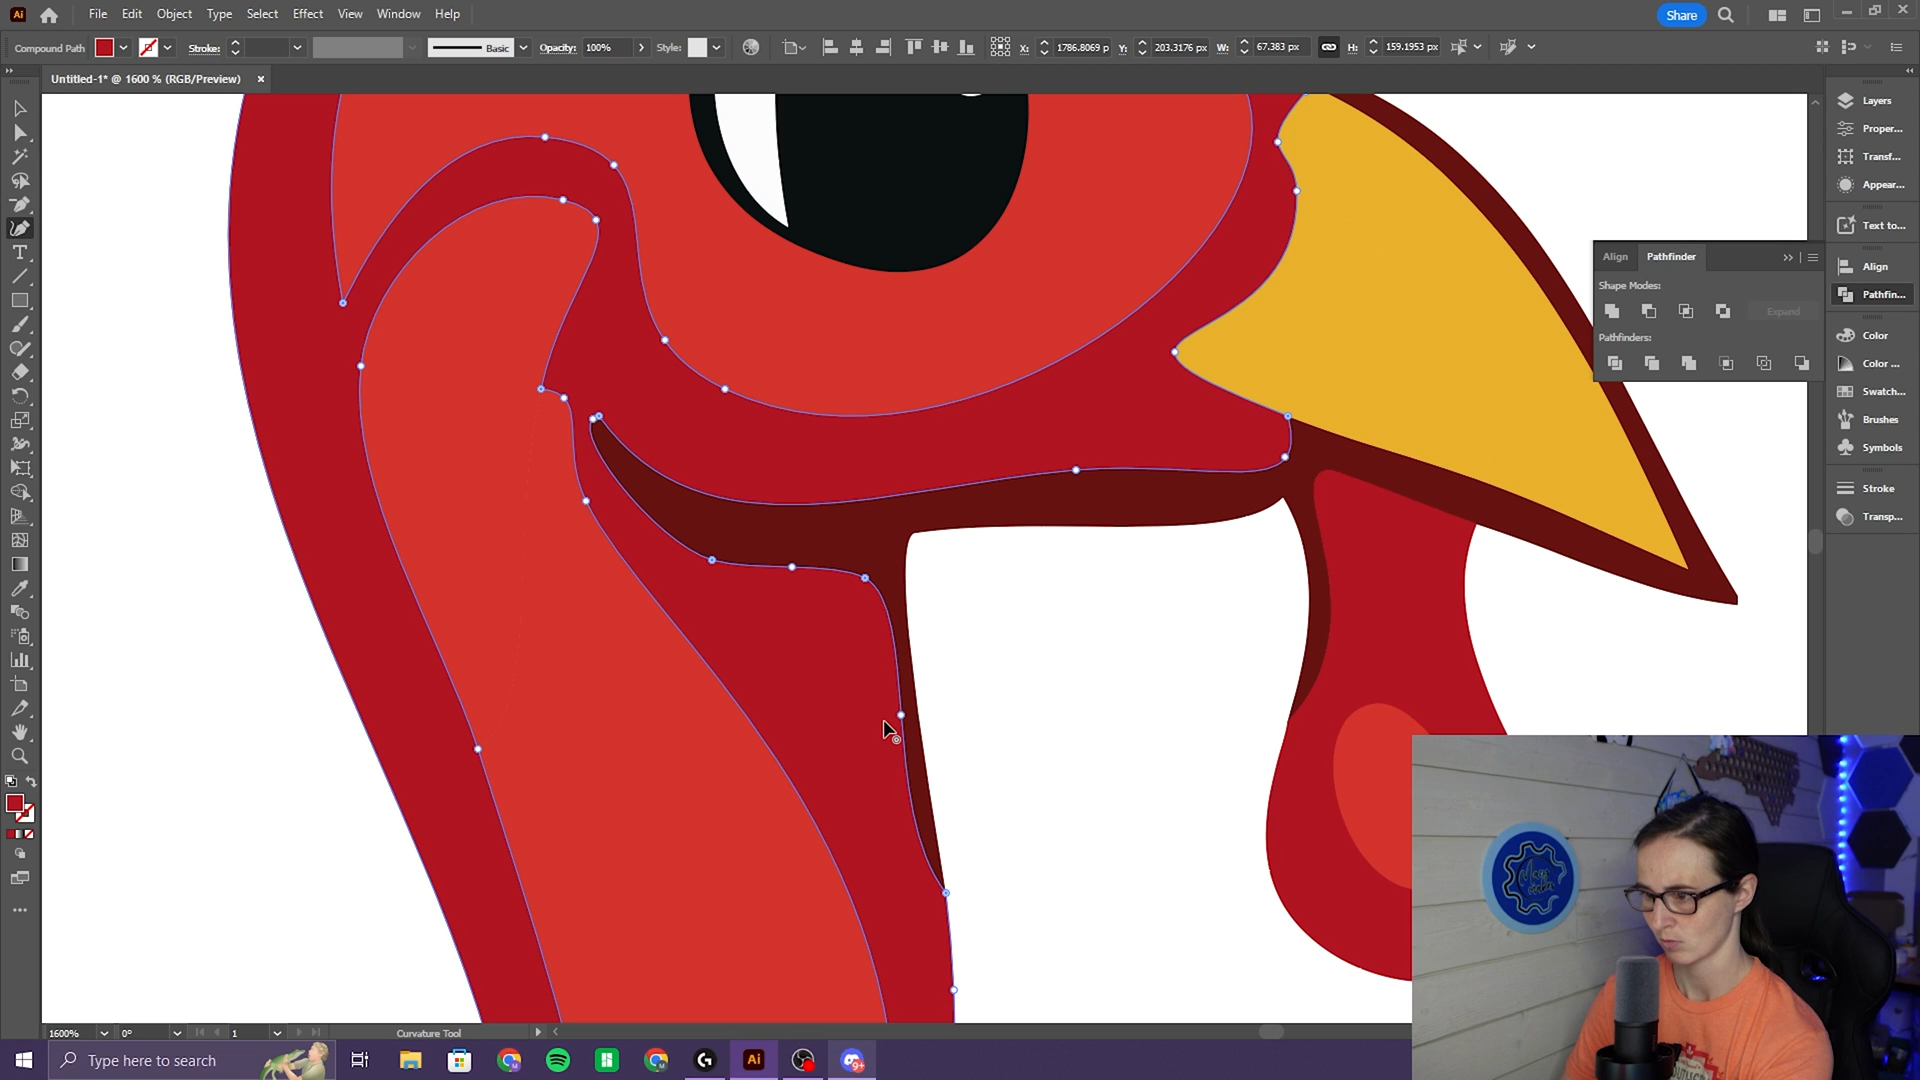 Ai File Edit Object Type Select Effect View Window Help Share
Compound Path Stroke: Basic Opacity: 100% Style: X: 1786.8069 p Y: 203.3176 px W: 67.383 px H: 159.1953 px
Untitled-1* @ 1600 % (RGB/Preview) ×
Layers
Proper...
Transf...
Appear...
Text to...
Align
Pathfin...
Color
Color ...
Swatch...
Brushes
Symbols
Stroke
Transp...
Align Pathfinder
Shape Modes:
Expand
Pathfinders:
1600% 0° 1 Curvature Tool
Type here to search
Ai
9+